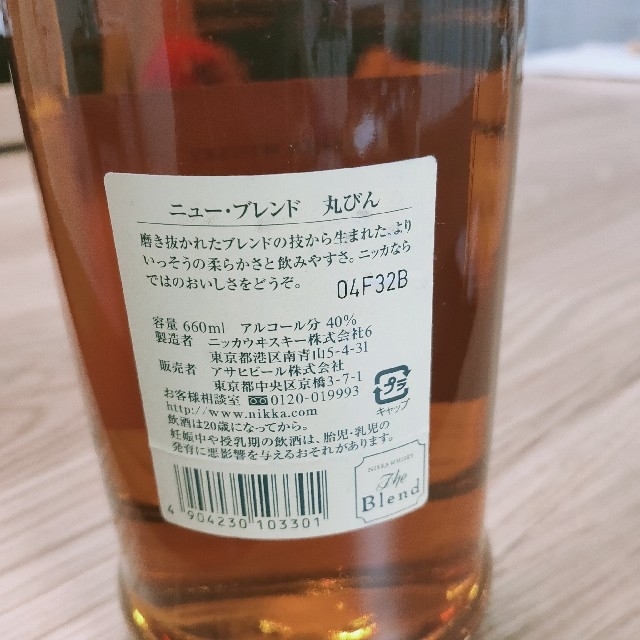 ニュー・ブレンド 丸びん
磨き抜かれたブレンドの技から生まれた、より
いっそうの柔らかさと飲みやすさ。ニッカなら
ではのおいしさをどうぞ。
04F32B
容量 660ml アルコール分 40%
製造者 ニッカウヰスキー株式会社6
東京都港区南青山5-4-31
販売者 アサヒビール株式会社
東京都中央区京橋3-7-1
お客様相談室 0120-019993
http://www.nikka.com
飲酒は20歳になってから。
妊娠中や授乳期の飲酒は、胎児・乳児の
発育に悪影響を与えるおそれがあります。
プラ
キャップ
NIKKA WHISKY
The
Blend
4 904230 103301